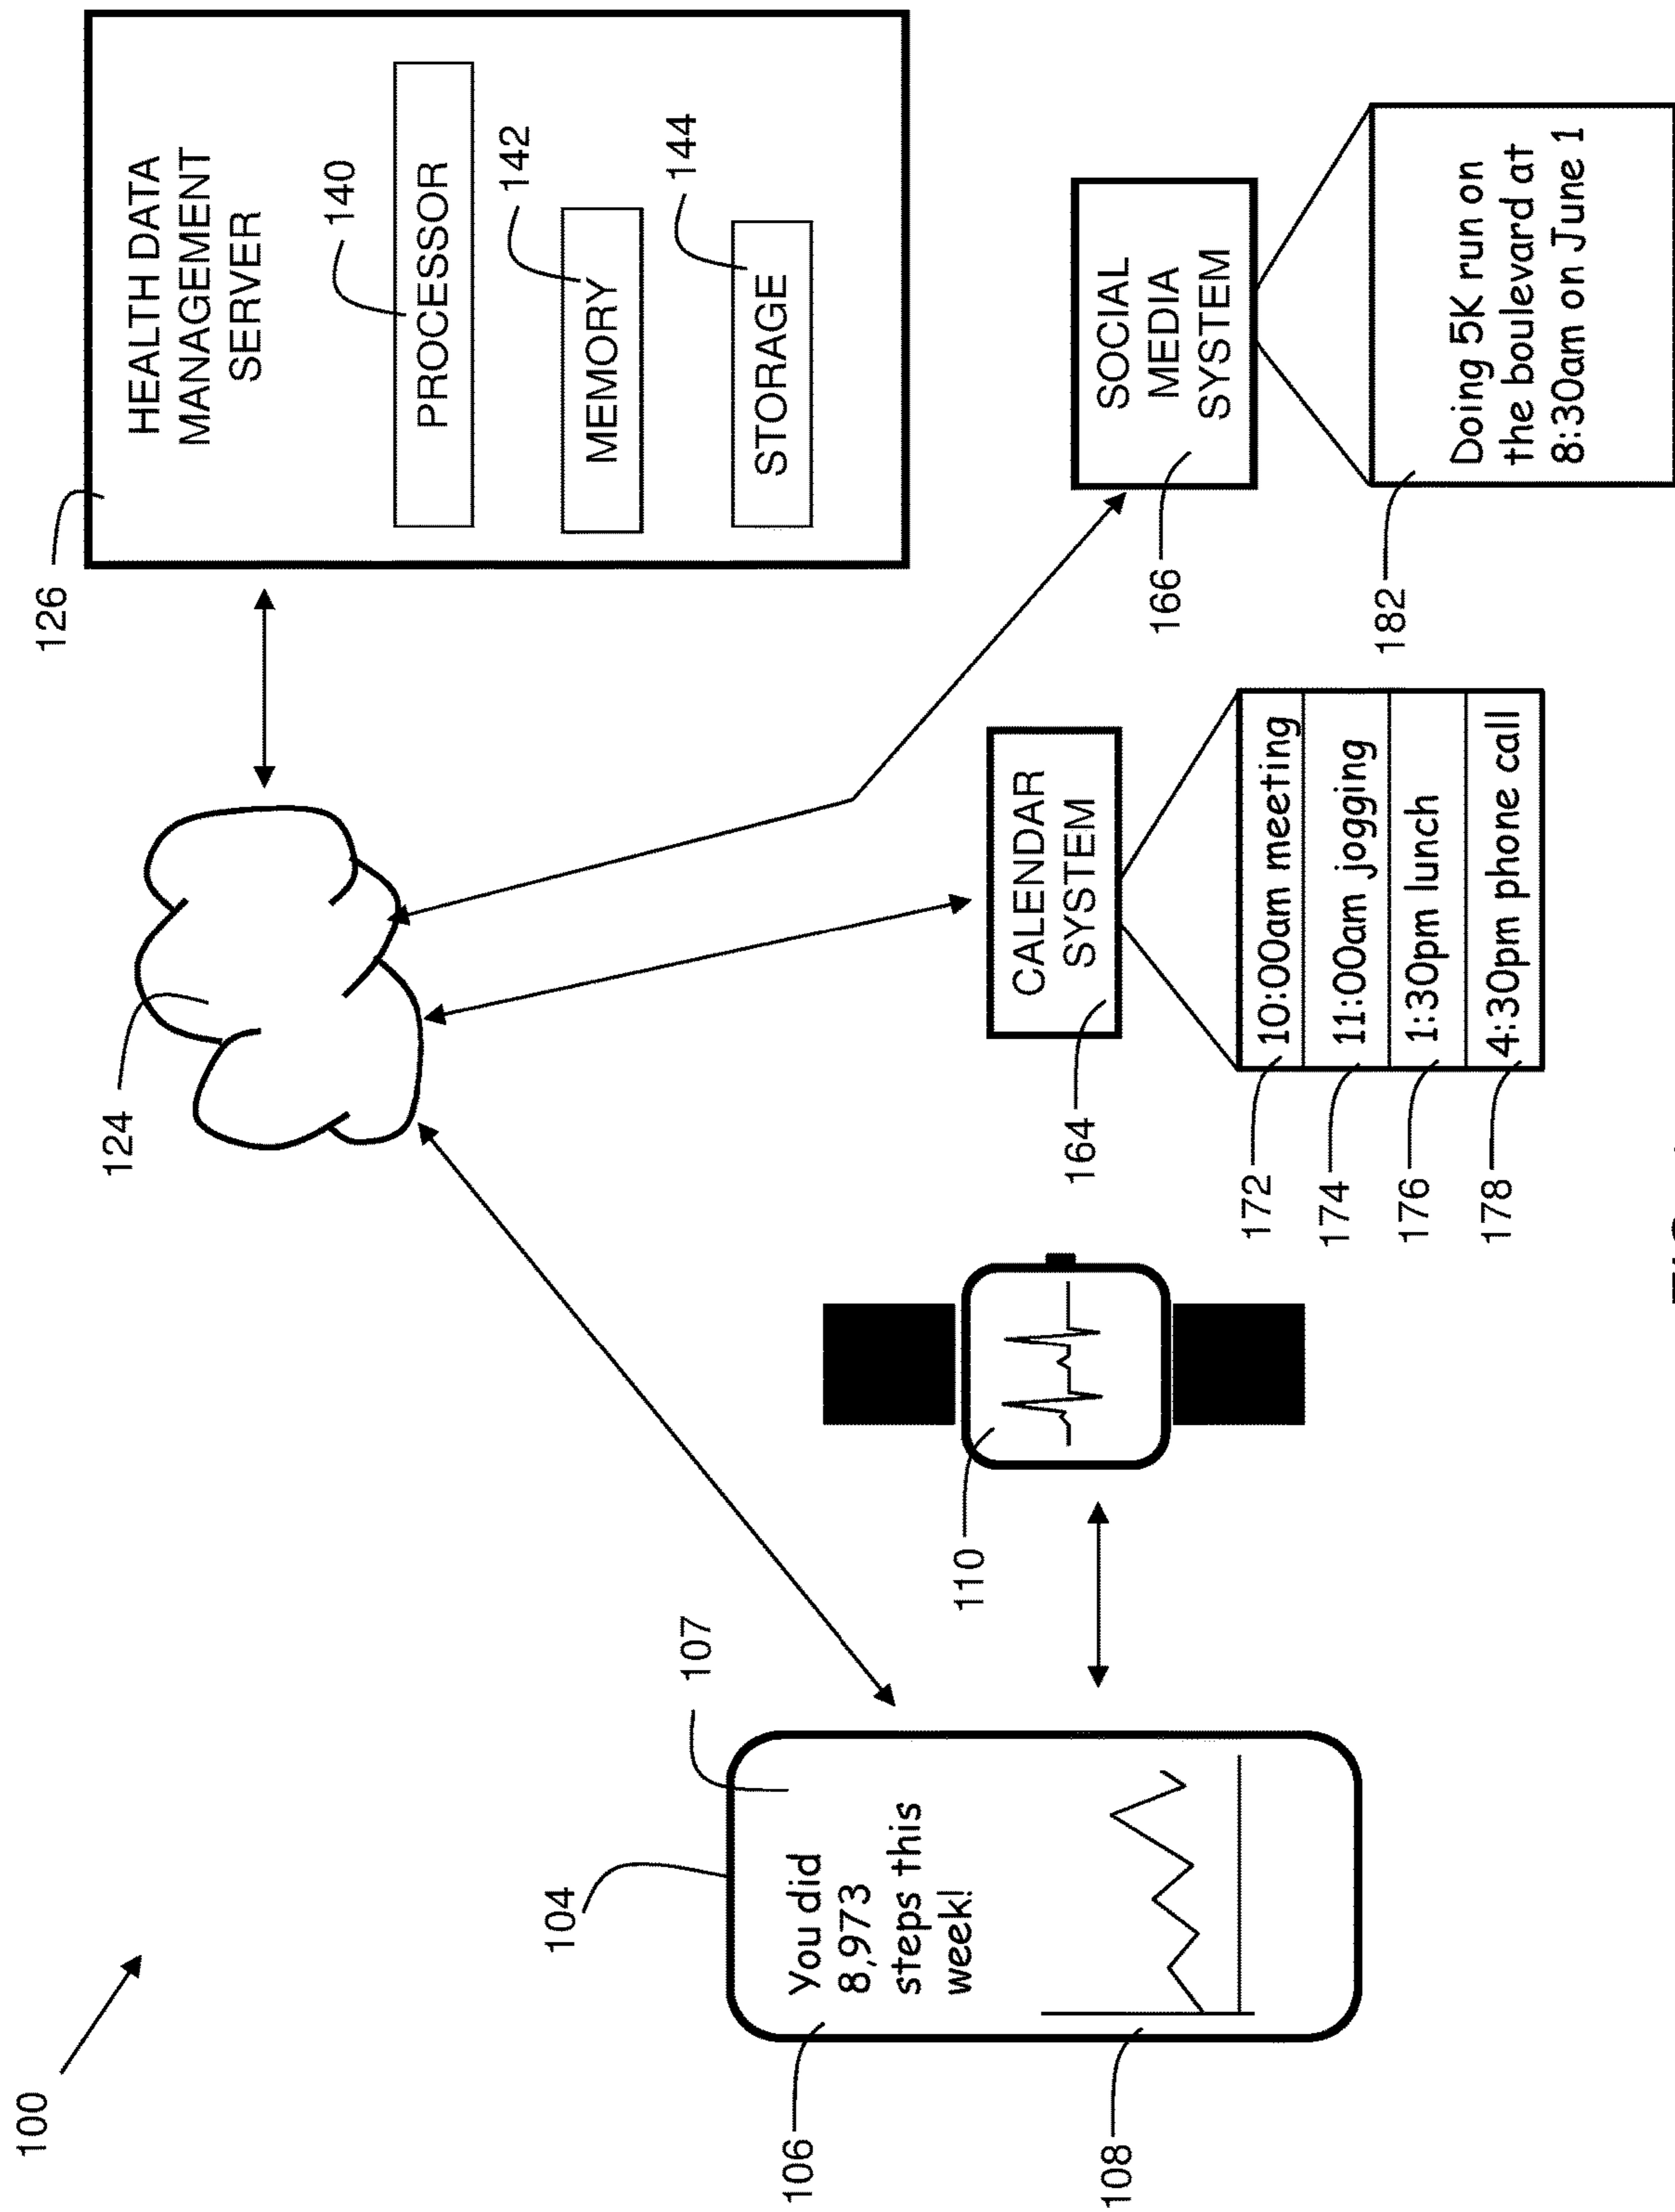 100
104
107
106
You did
8,973
steps this
week!
108
110
124
126
HEALTH DATA
MANAGEMENT
SERVER
140
PROCESSOR
142
MEMORY
144
STORAGE
164
CALENDAR
SYSTEM
172
10:00am meeting
174
11:00am jogging
176
1:30pm lunch
178
4:30pm phone call
166
SOCIAL
MEDIA
SYSTEM
182
Doing 5K run on
the boulevard at
8:30am on June 1